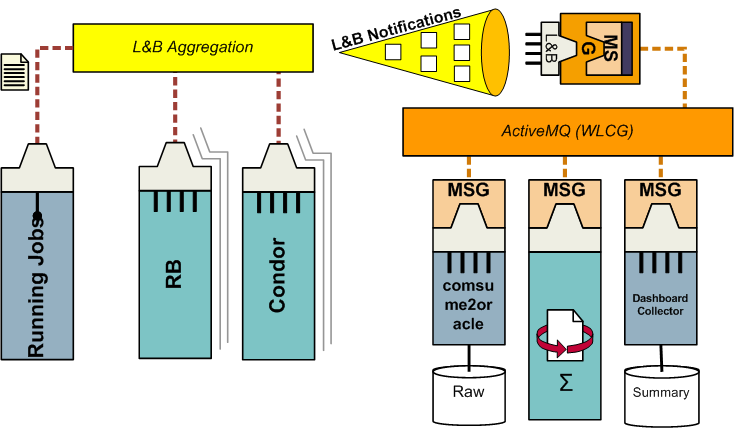 L&B Aggregation
L&B Notifications
L&B
MS
G
ActiveMQ (WLCG)
Running Jobs
RB
Condor
MSG
MSG
MSG
comsu
me2or
acle
Dashboard
Collector
Σ
Raw
Summary